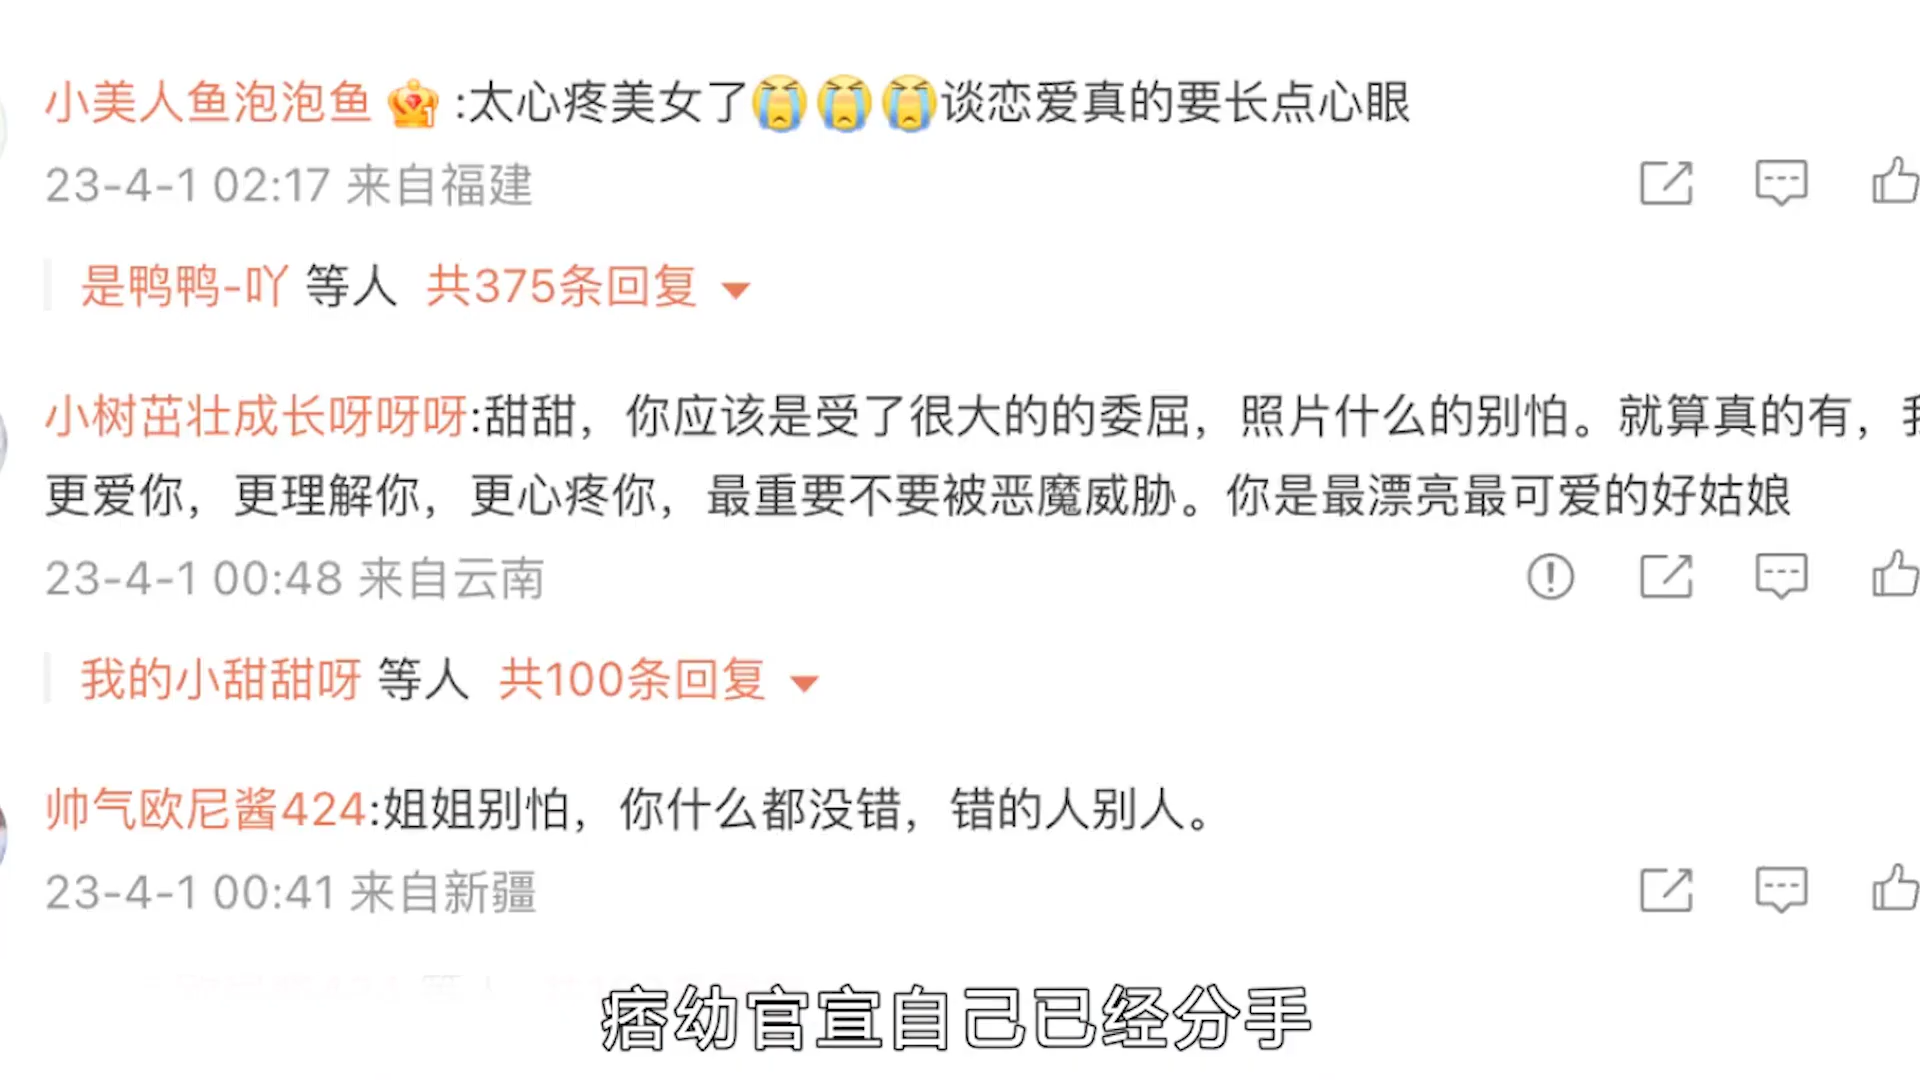 小美人鱼泡泡鱼 :太心疼美女了😭😭😭谈恋爱真的要长点心眼
23-4-1 02:17 来自福建
是鸭鸭-吖 等人 共375条回复
小树茁壮成长呀呀呀:甜甜，你应该是受了很大的的委屈，照片什么的别怕。就算真的有，我
更爱你，更理解你，更心疼你，最重要不要被恶魔威胁。你是最漂亮最可爱的好姑娘
23-4-1 00:48 来自云南
我的小甜甜呀 等人 共100条回复
帅气欧尼酱424:姐姐别怕，你什么都没错，错的人别人。
23-4-1 00:41 来自新疆
痞幼官宣自己已经分手